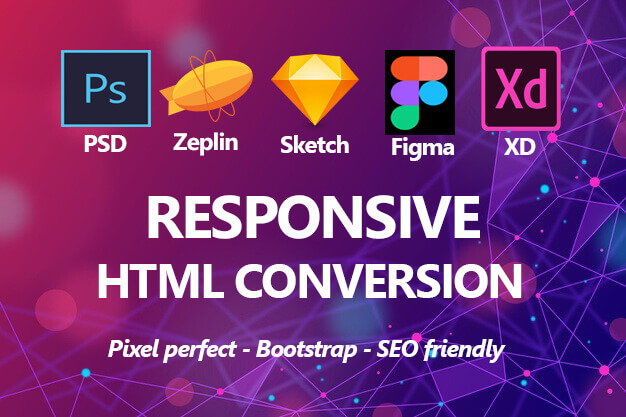 Ps
Xd
PSD Zeplin Sketch Figma XD
RESPONSIVE
HTML CONVERSION
Pixel perfect - Bootstrap - SEO friendly